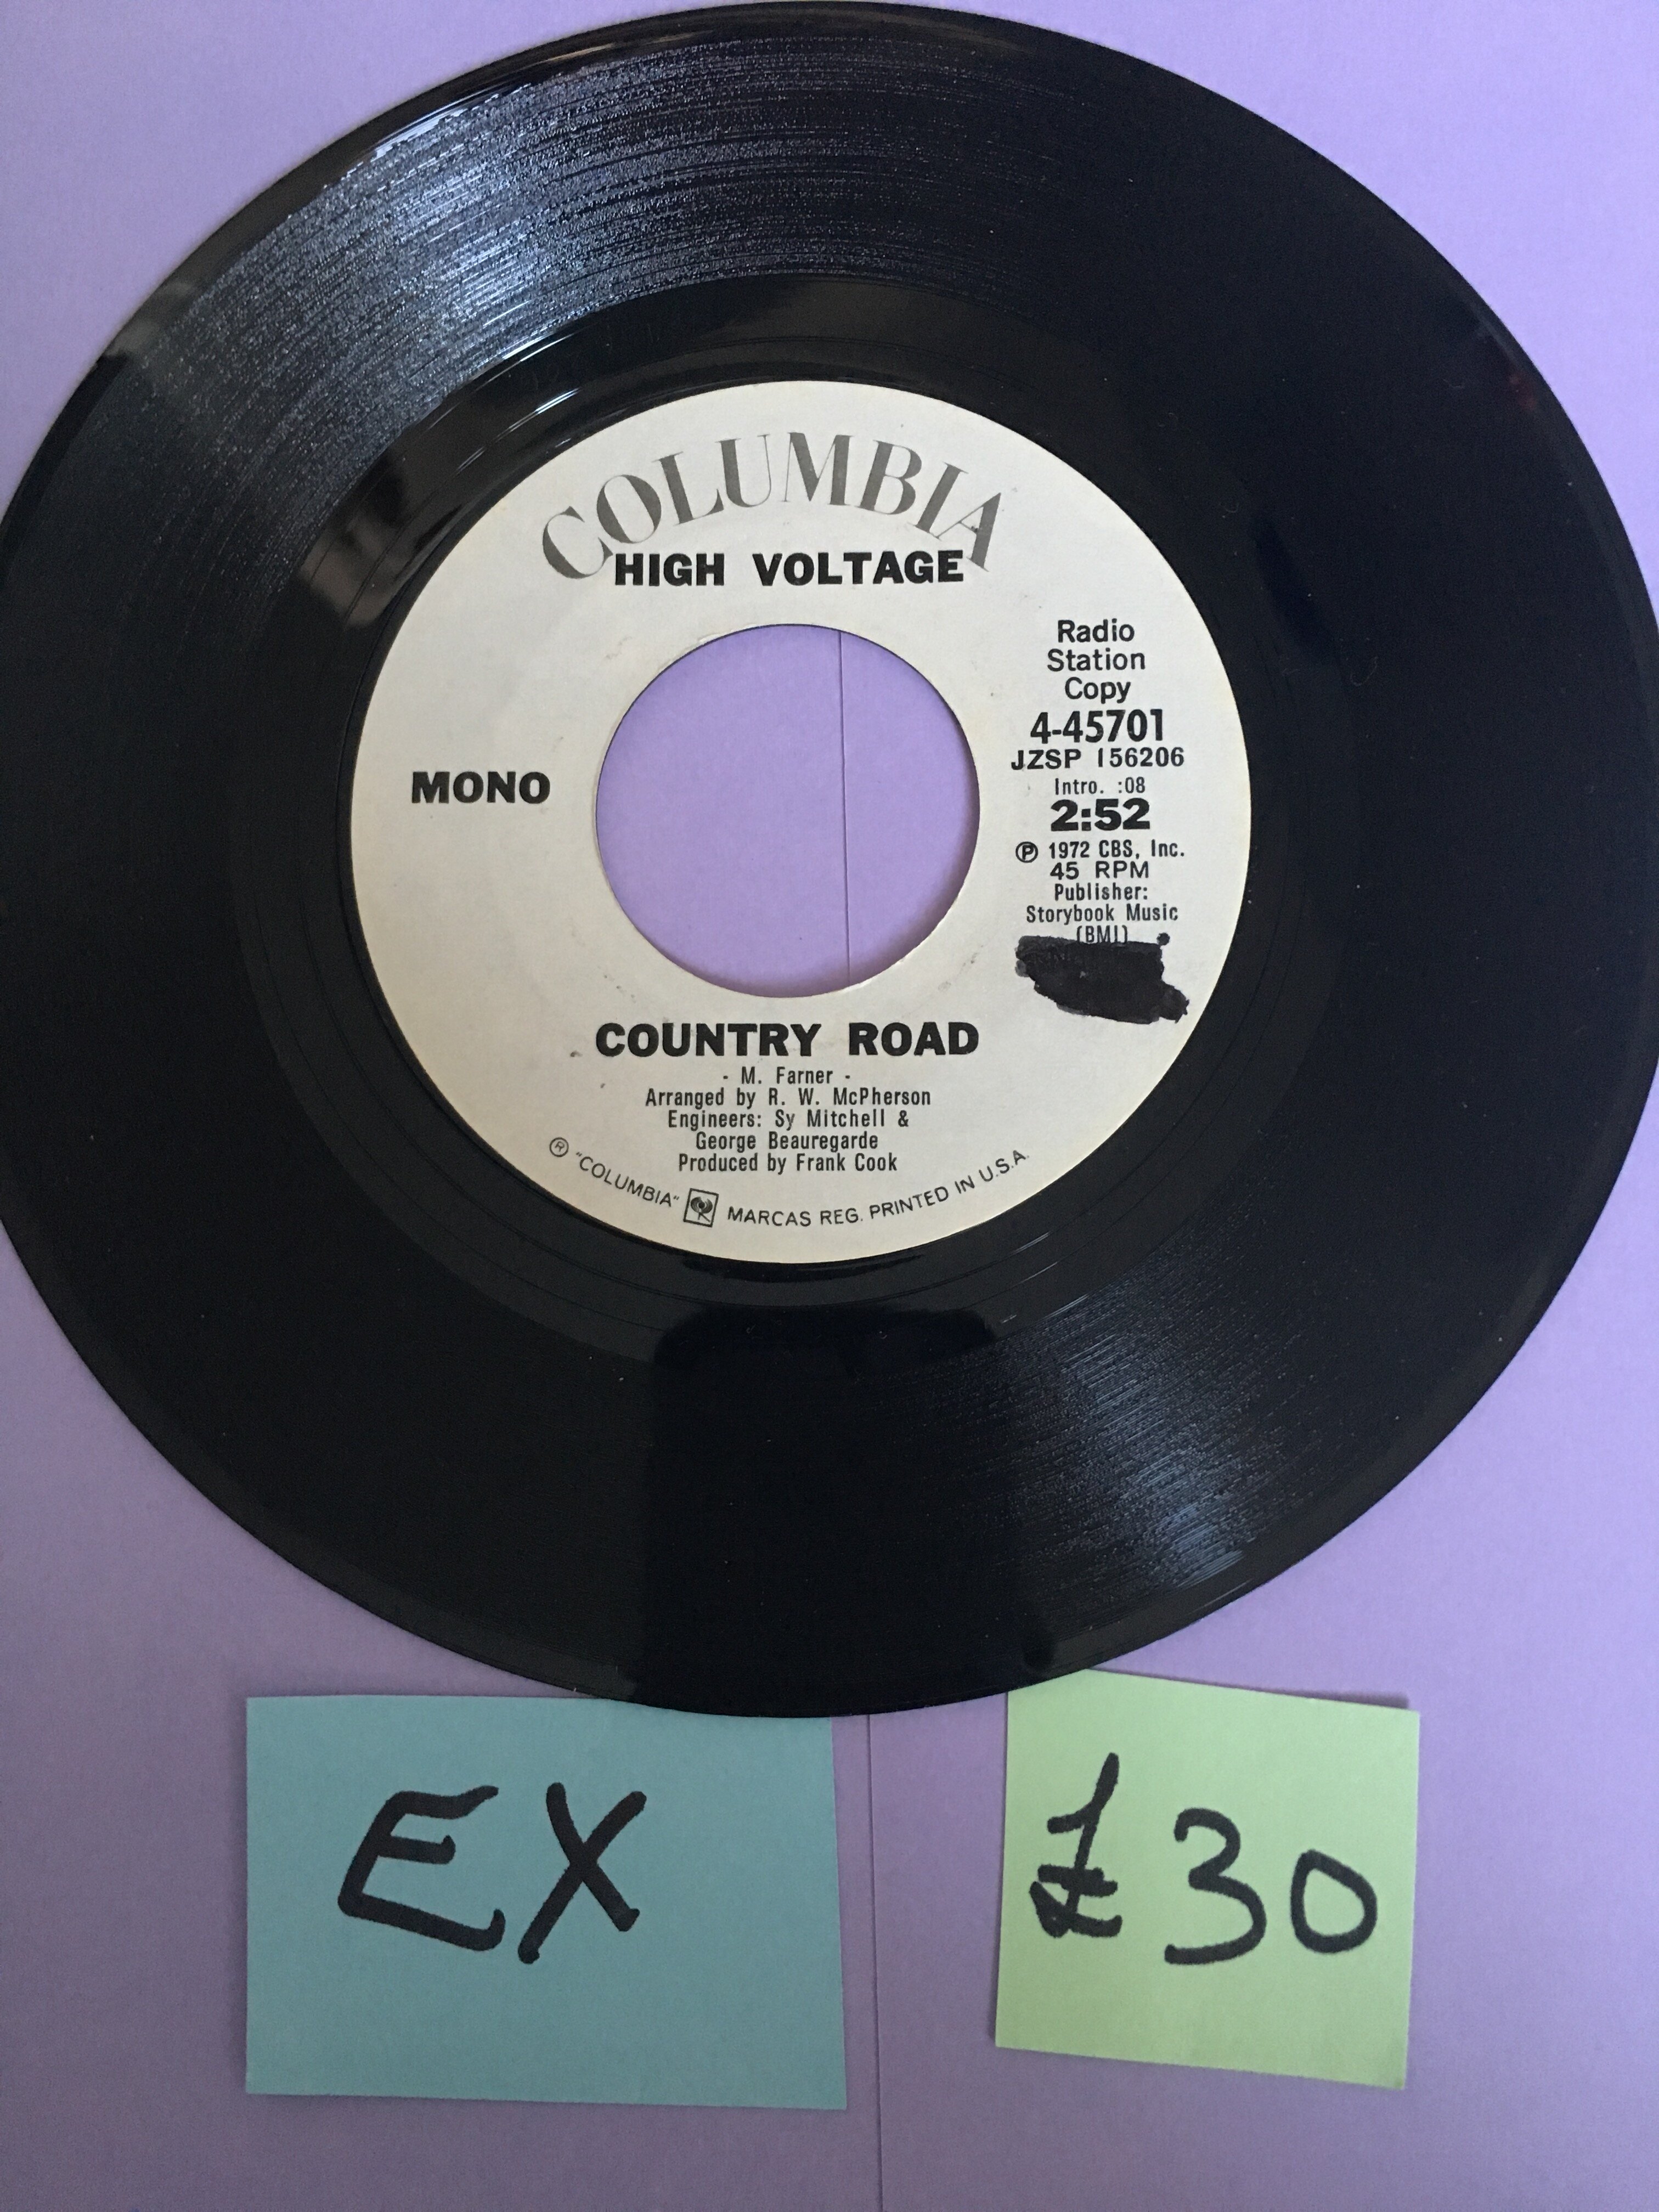 COLUMBIA
HIGH VOLTAGE
Radio
Station
Copy
4-45701
JZSP 156206
Intro. :08
2:52
Ⓟ 1972 CBS, Inc.
45 RPM
Publisher:
Storybook Music
(BMI)
MONO
COUNTRY ROAD
- M. Farner -
Arranged by R. W. McPherson
Engineers: Sy Mitchell &
George Beauregarde
Produced by Frank Cook
® "COLUMBIA" MARCAS REG. PRINTED IN U.S.A.
EX
£30